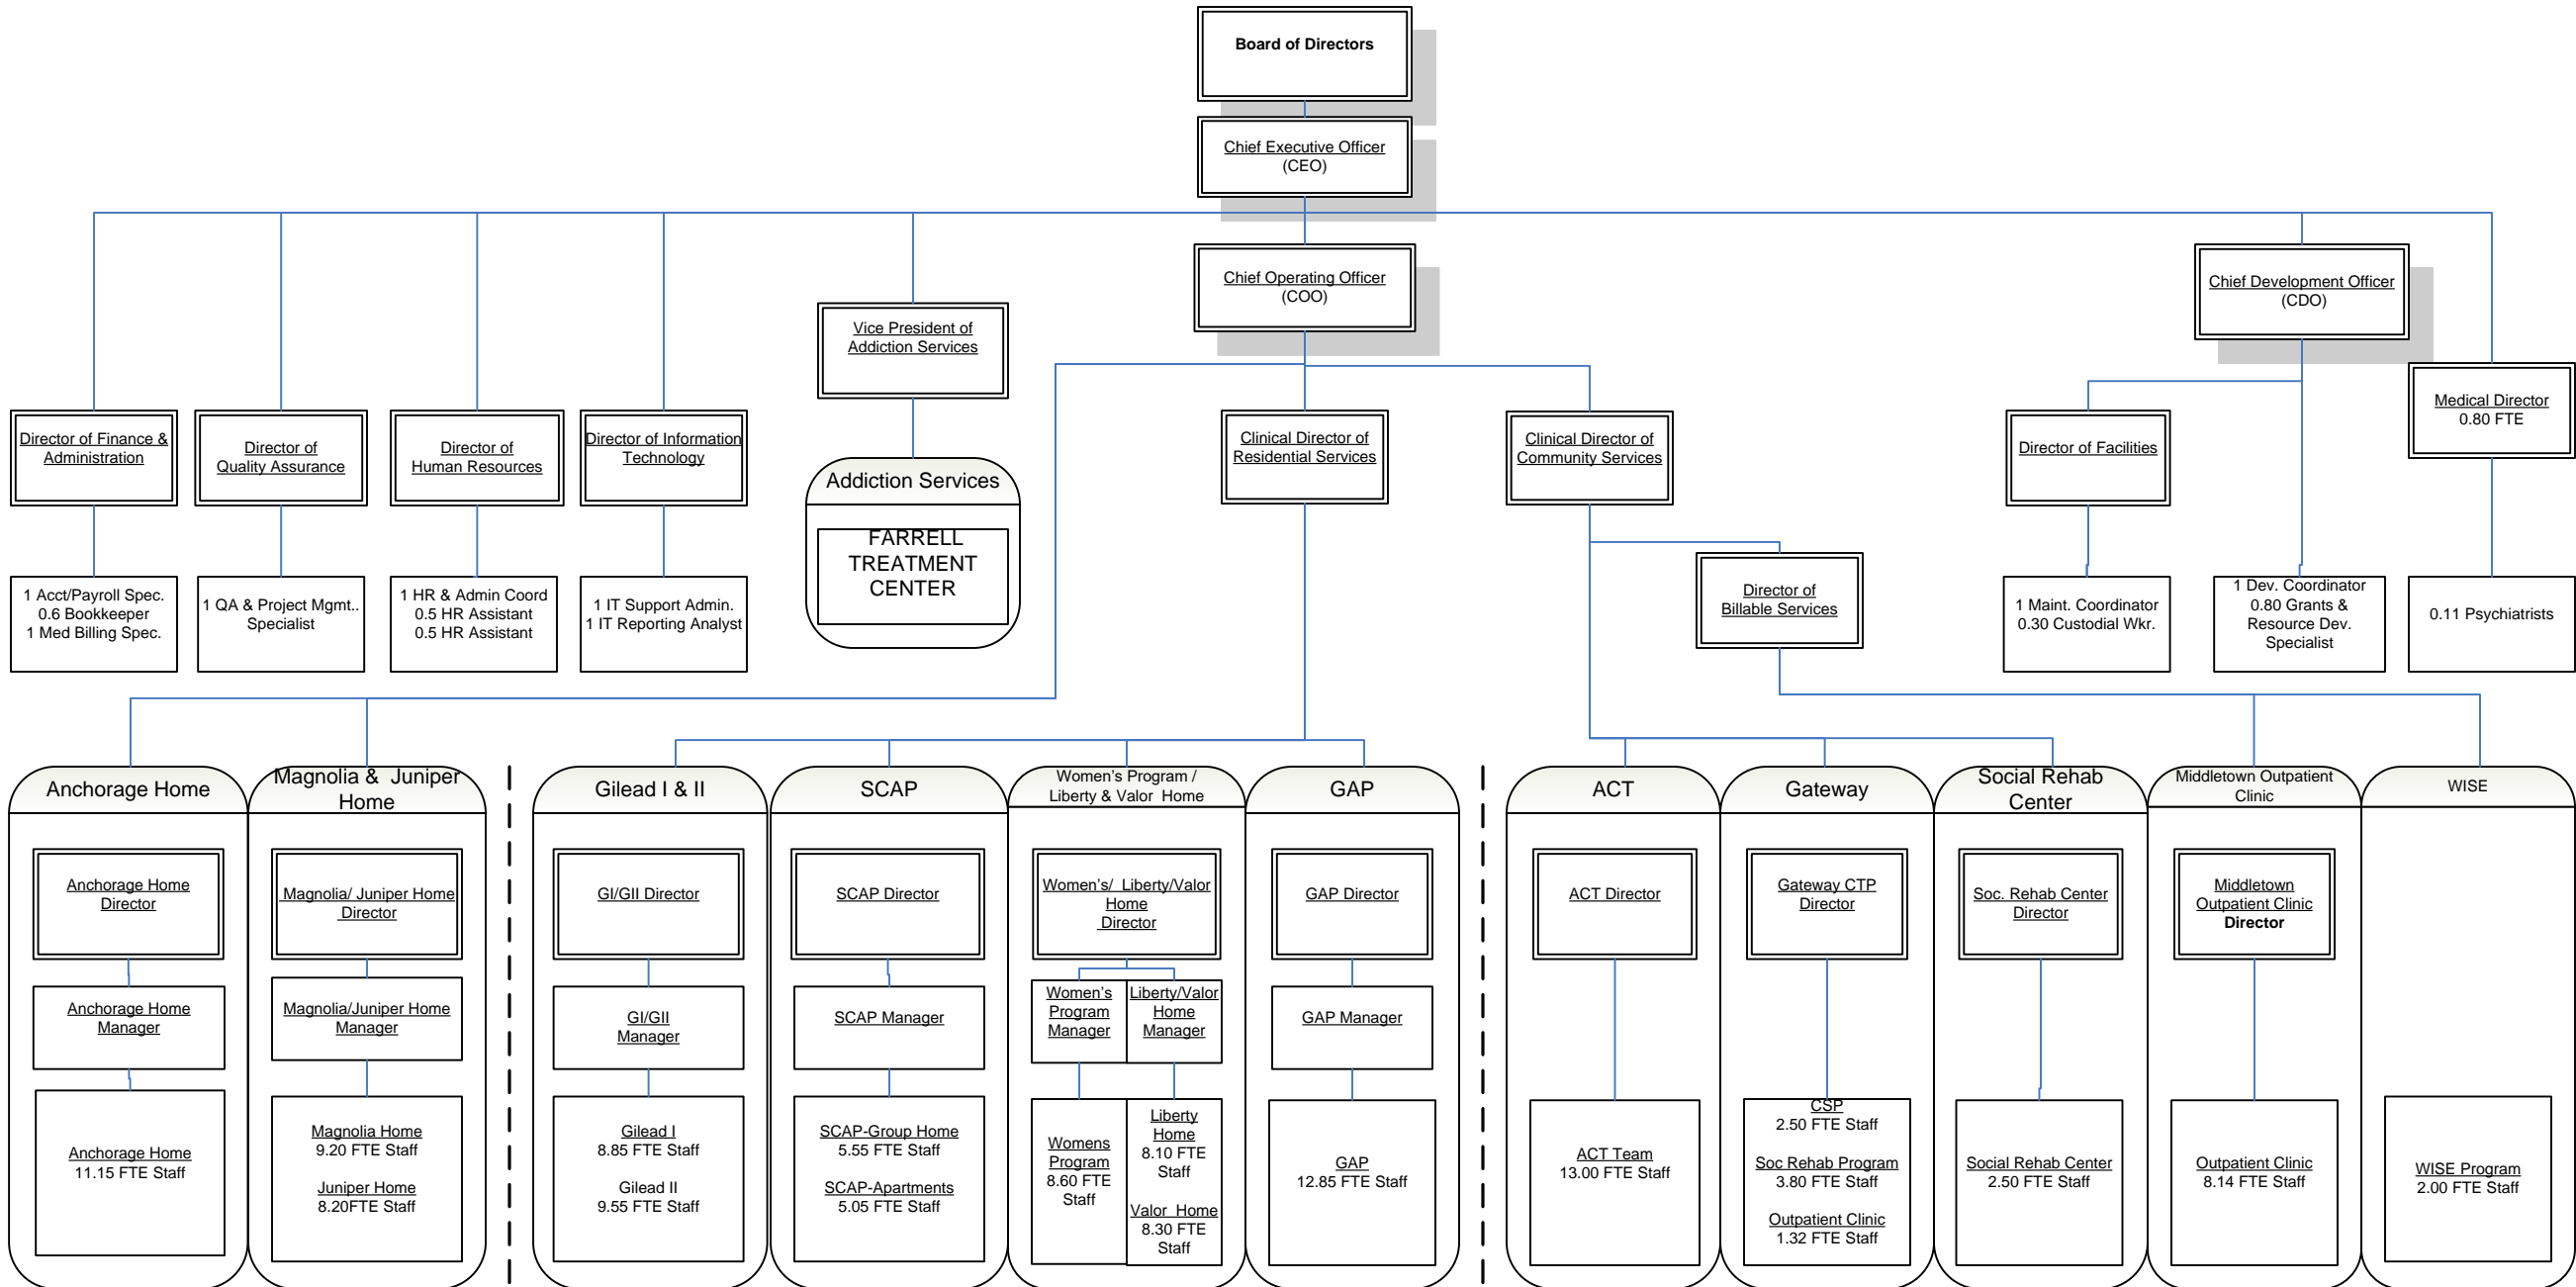 Board of Directors
Chief Executive Officer
(CEO)
Chief Operating Officer
(COO)
Chief Development Officer
(CDO)
Vice President of
Addiction Services
Medical Director
0.80 FTE
Director of Finance &
Administration
Director of
Quality Assurance
Director of
Human Resources
Director of Information
Technology
Clinical Director of
Residential Services
Clinical Director of
Community Services
Director of Facilities
Addiction Services
FARRELL
TREATMENT
CENTER
Director of
Billable Services
1 Acct/Payroll Spec.
0.6 Bookkeeper
1 Med Billing Spec.
1 QA & Project Mgmt..
Specialist
1 HR & Admin Coord
0.5 HR Assistant
0.5 HR Assistant
1 IT Support Admin.
1 IT Reporting Analyst
1 Maint. Coordinator
0.30 Custodial Wkr.
1 Dev. Coordinator
0.80 Grants &
Resource Dev.
Specialist
0.11 Psychiatrists
Anchorage Home
Anchorage Home
Director
Anchorage Home
Manager
Anchorage Home
11.15 FTE Staff
Magnolia & Juniper
Home
Magnolia/ Juniper Home
Director
Magnolia/Juniper Home
Manager
Magnolia Home
9.20 FTE Staff
Juniper Home
8.20FTE Staff
Gilead I & II
GI/GII Director
GI/GII
Manager
Gilead I
8.85 FTE Staff
Gilead II
9.55 FTE Staff
SCAP
SCAP Director
SCAP Manager
SCAP-Group Home
5.55 FTE Staff
SCAP-Apartments
5.05 FTE Staff
Women's Program /
Liberty & Valor Home
Women's/ Liberty/Valor
Home
Director
Women's
Program
Manager
Liberty/Valor
Home
Manager
Womens
Program
8.60 FTE
Staff
Liberty
Home
8.10 FTE
Staff
Valor Home
8.30 FTE
Staff
GAP
GAP Director
GAP Manager
GAP
12.85 FTE Staff
ACT
ACT Director
ACT Team
13.00 FTE Staff
Gateway
Gateway CTP
Director
CSP
2.50 FTE Staff
Soc Rehab Program
3.80 FTE Staff
Outpatient Clinic
1.32 FTE Staff
Social Rehab
Center
Soc. Rehab Center
Director
Social Rehab Center
2.50 FTE Staff
Middletown Outpatient
Clinic
Middletown
Outpatient Clinic
Director
Outpatient Clinic
8.14 FTE Staff
WISE
WISE Program
2.00 FTE Staff